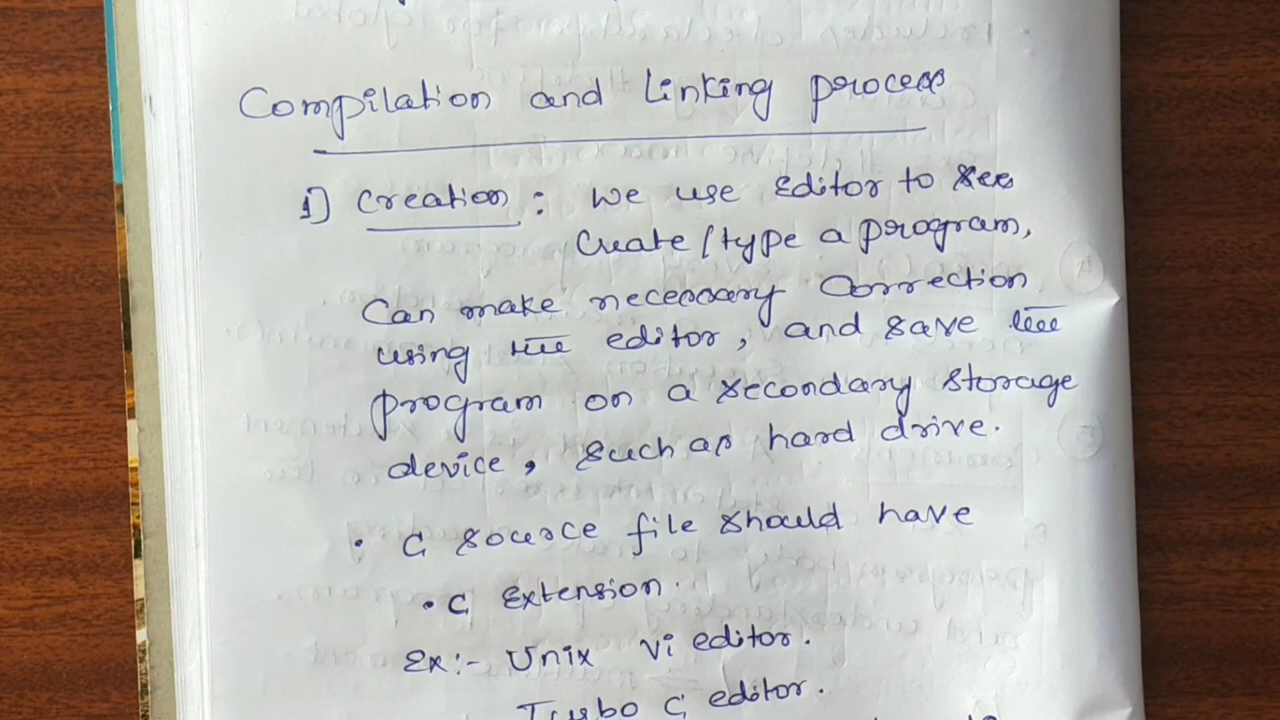 Compilation and Linking process
1) Creation : We use Editor to
Create / type a program,
Can make necessary Correction
using the editor, and save the
program on a secondary storage
device, such as hard drive.
• C source file should have
.C Extension.
Ex:- Unix Vi editor.
Turbo C editor.